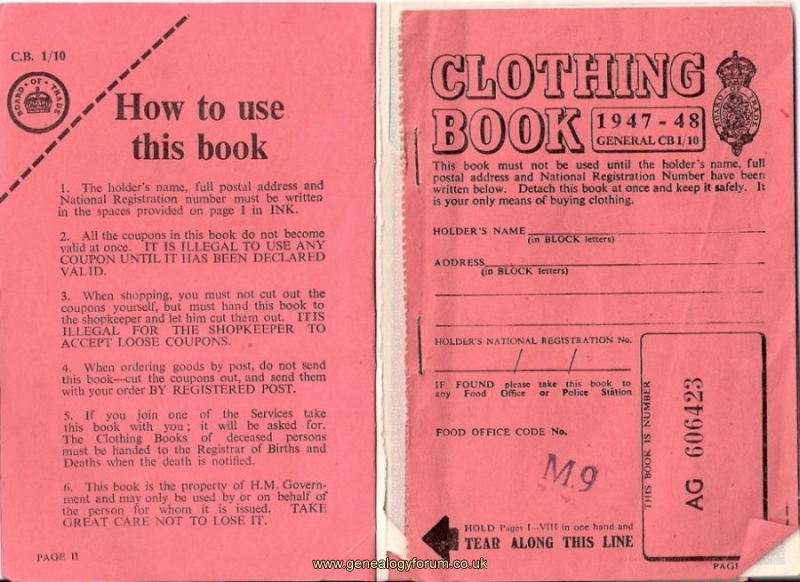 C.B. 1/10
BOARD · OF · TRADE
How to use
this book
1. The holder's name, full postal address and
National Registration number must be written
in the spaces provided on page I in INK.
2. All the coupons in this book do not become
valid at once. IT IS ILLEGAL TO USE ANY
COUPON UNTIL IT HAS BEEN DECLARED
VALID.
3. When shopping, you must not cut out the
coupons yourself, but must hand this book to
the shopkeeper and let him cut them out. IT IS
ILLEGAL FOR THE SHOPKEEPER TO
ACCEPT LOOSE COUPONS.
4. When ordering goods by post, do not send
this book—cut the coupons out, and send them
with your order BY REGISTERED POST.
5. If you join one of the Services take
this book with you; it will be asked for.
The Clothing Books of deceased persons
must be handed to the Registrar of Births and
Deaths when the death is notified.
6. This book is the property of H.M. Govern-
ment and may only be used by or on behalf of
the person for whom it is issued. TAKE
GREAT CARE NOT TO LOSE IT.
PAGE II
CLOTHING
BOOK 1947-48
GENERAL CB 1/10
BOARD OF TRADE
This book must not be used until the holder's name, full
postal address and National Registration Number have been
written below. Detach this book at once and keep it safely. It
is your only means of buying clothing.
HOLDER'S NAME
(in BLOCK letters)
ADDRESS
(in BLOCK letters)
HOLDER'S NATIONAL REGISTRATION No.
/ /
IF FOUND please take this book to
any Food Office or Police Station
FOOD OFFICE CODE No.
M.9
THIS BOOK IS NUMBER
AG 606423
HOLD Pages I—VIII in one hand and
TEAR ALONG THIS LINE
PAGE
www.genealogyforum.co.uk